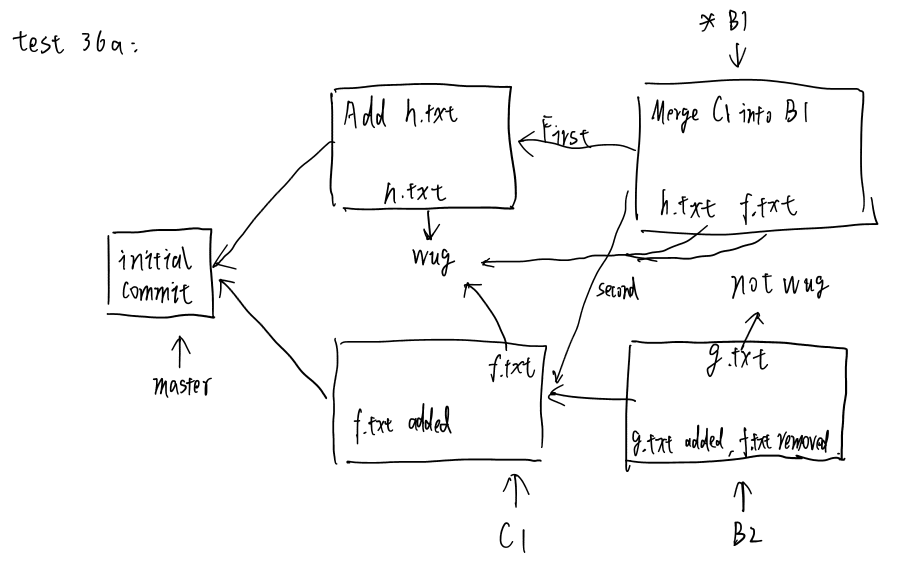 test 36a:
* B1
Add h.txt
h.txt
First
Merge C1 into B1
h.txt f.txt
wug
initial
commit
master
second
not wug
f.txt
f.txt added
g.txt
g.txt added, f.txt removed
C1
B2